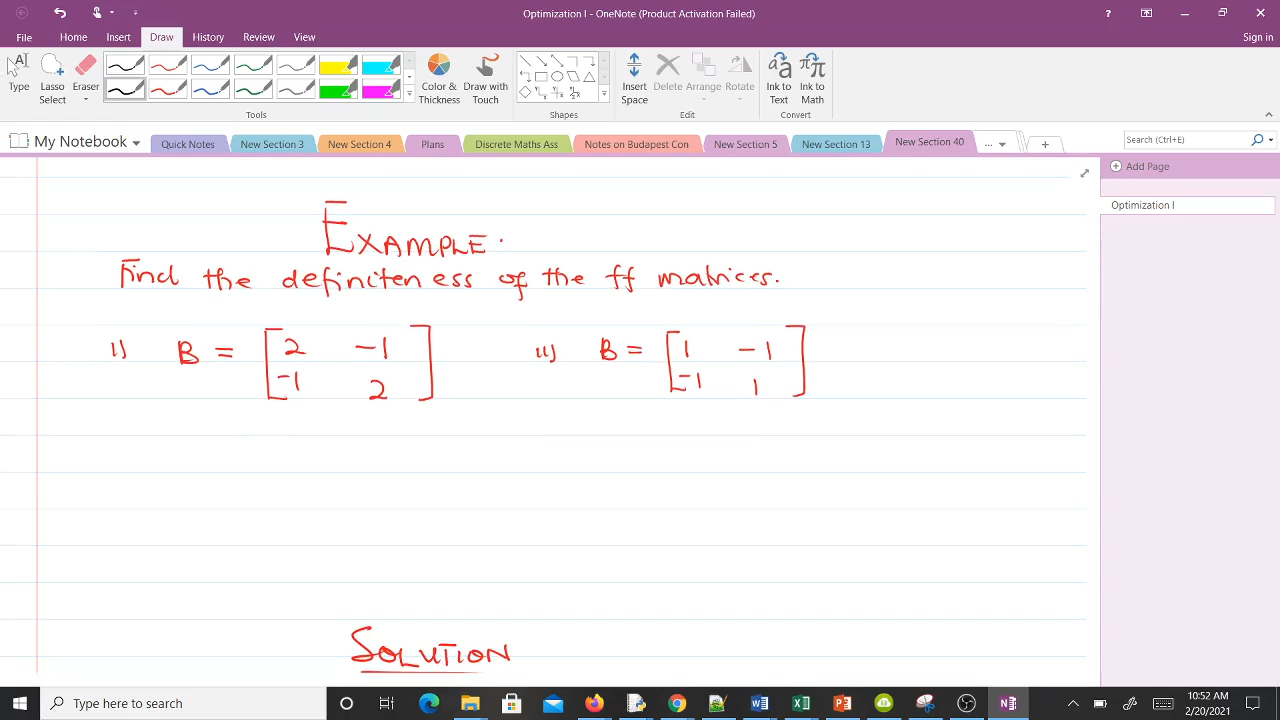 Optimization I - OneNote (Product Activation Failed)
File Home Insert Draw History Review View Sign in
Type Lasso Select Eraser Color & Thickness Draw with Touch Insert Space Delete Arrange Rotate Ink to Text Ink to Math
Tools Shapes Edit Convert
My Notebook Quick Notes New Section 3 New Section 4 Plans Discrete Maths Ass Notes on Budapest Con New Section 5 New Section 13 New Section 40 ... + Search (Ctrl+E)
Add Page
Optimization I
EXAMPLE.
Find the definiteness of the ff matrices.
i) B = [2 -1 ii) B = [1 -1
-1 2] -1 1]
SOLUTION
Type here to search
10:52 AM
2/20/2021